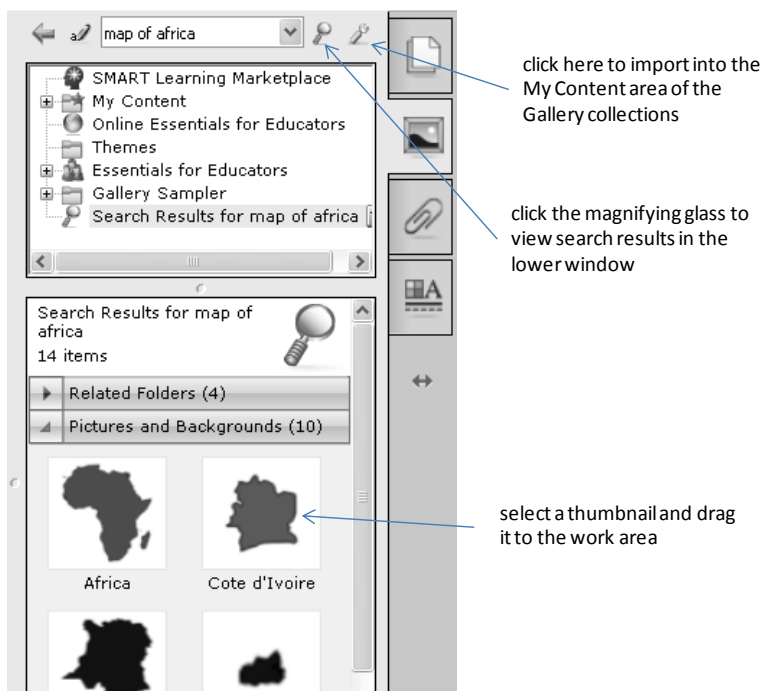 map of africa
SMART Learning Marketplace
My Content
Online Essentials for Educators
Themes
Essentials for Educators
Gallery Sampler
Search Results for map of africa
Search Results for map of
africa
14 items
Related Folders (4)
Pictures and Backgrounds (10)
Africa
Cote d'Ivoire
A
click here to import into the
My Content area of the
Gallery collections
click the magnifying glass to
view search results in the
lower window
select a thumbnail and drag
it to the work area